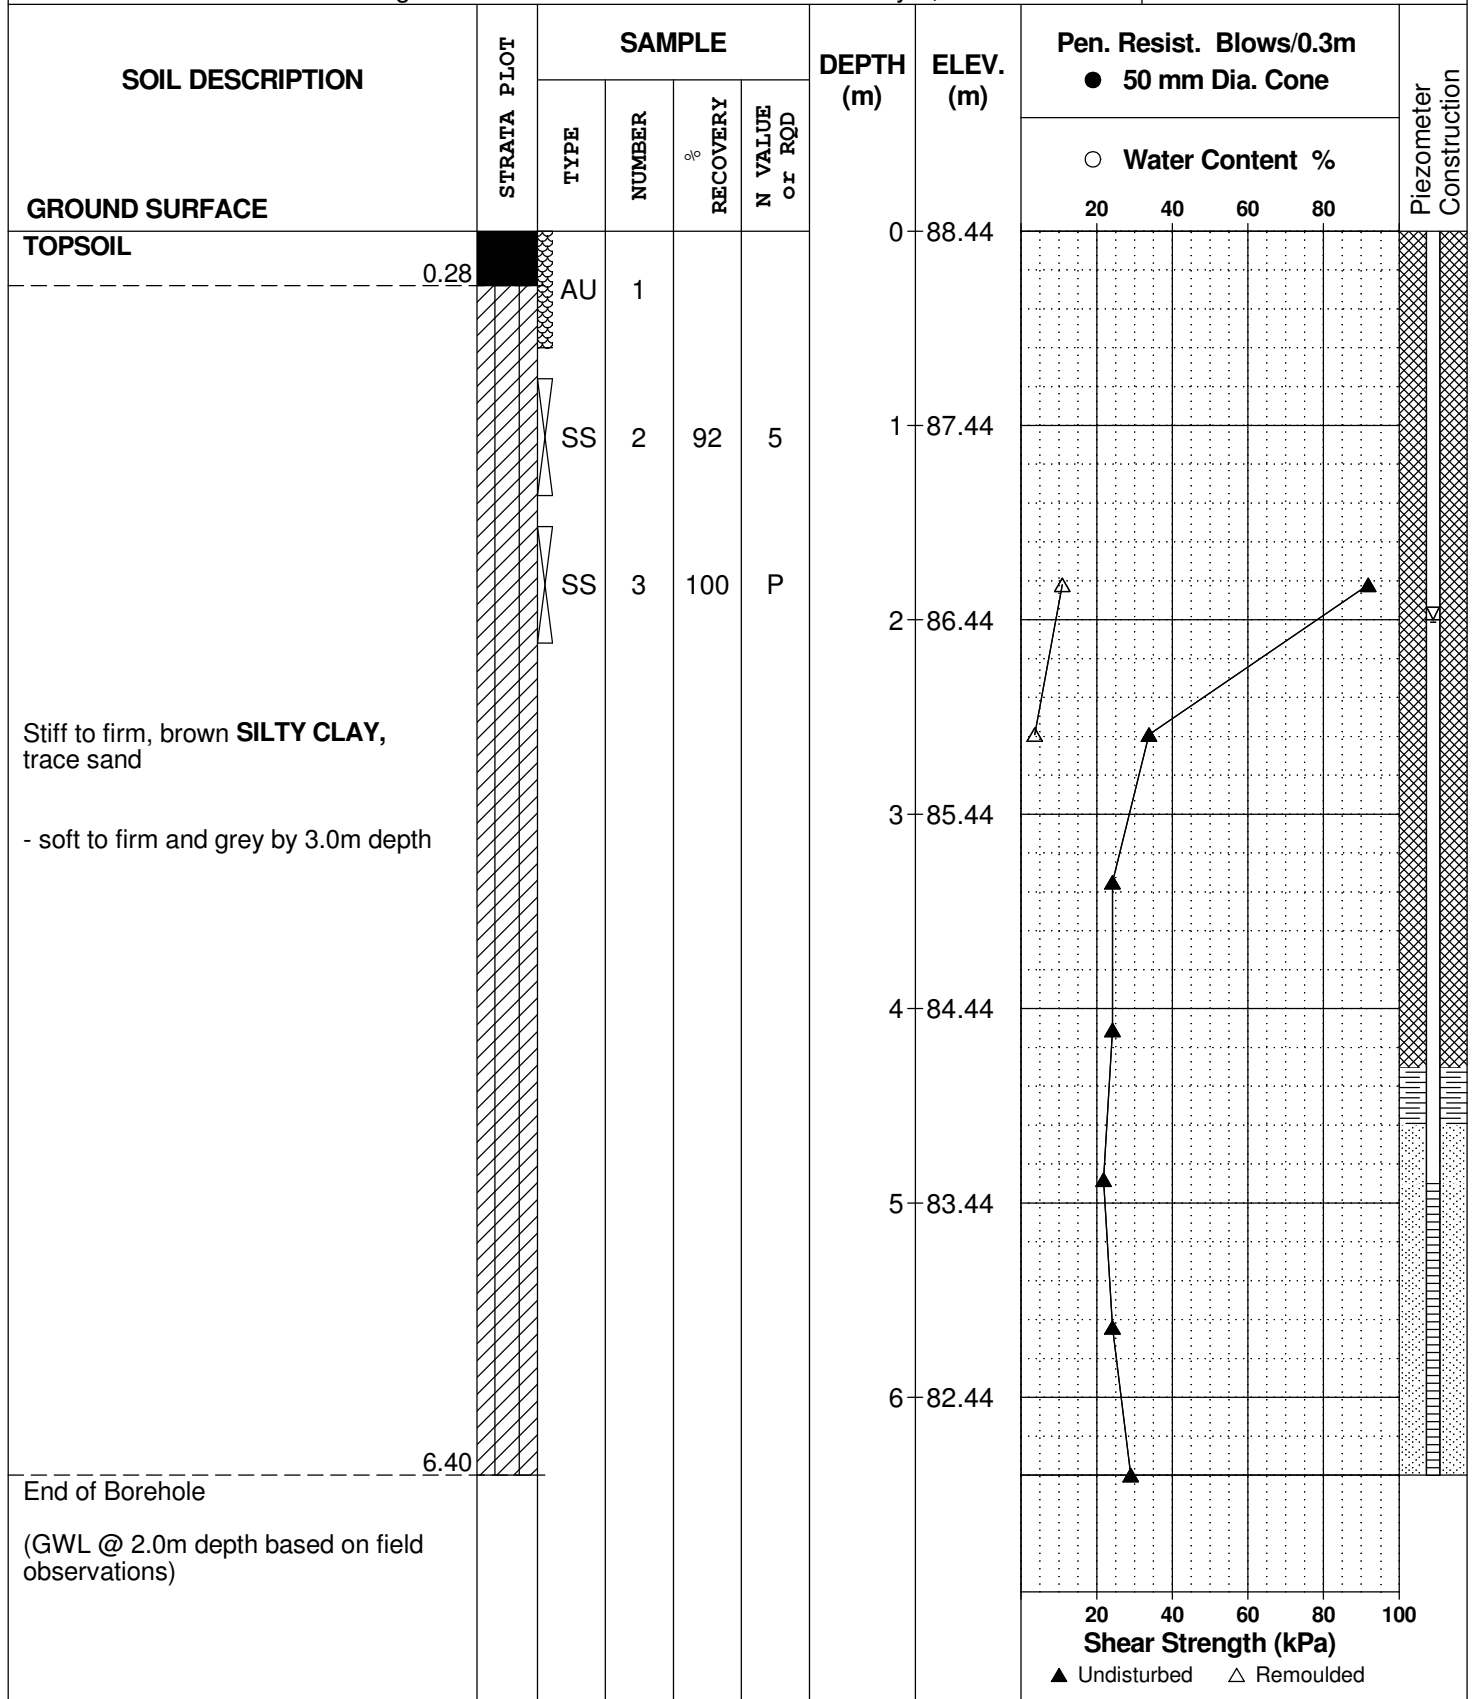 SOIL DESCRIPTION
GROUND SURFACE
STRATA PLOT
SAMPLE
TYPE
NUMBER
% RECOVERY
N VALUE or RQD
DEPTH (m)
ELEV. (m)
Pen. Resist. Blows/0.3m
● 50 mm Dia. Cone
○ Water Content %
20 40 60 80
Piezometer Construction
TOPSOIL
0.28
0 88.44
AU 1
SS 2 92 5
1 87.44
SS 3 100 P
2 86.44
Stiff to firm, brown SILTY CLAY,
trace sand
3 85.44
- soft to firm and grey by 3.0m depth
4 84.44
5 83.44
6 82.44
6.40
End of Borehole
(GWL @ 2.0m depth based on field
observations)
20 40 60 80 100
Shear Strength (kPa)
▲ Undisturbed △ Remoulded